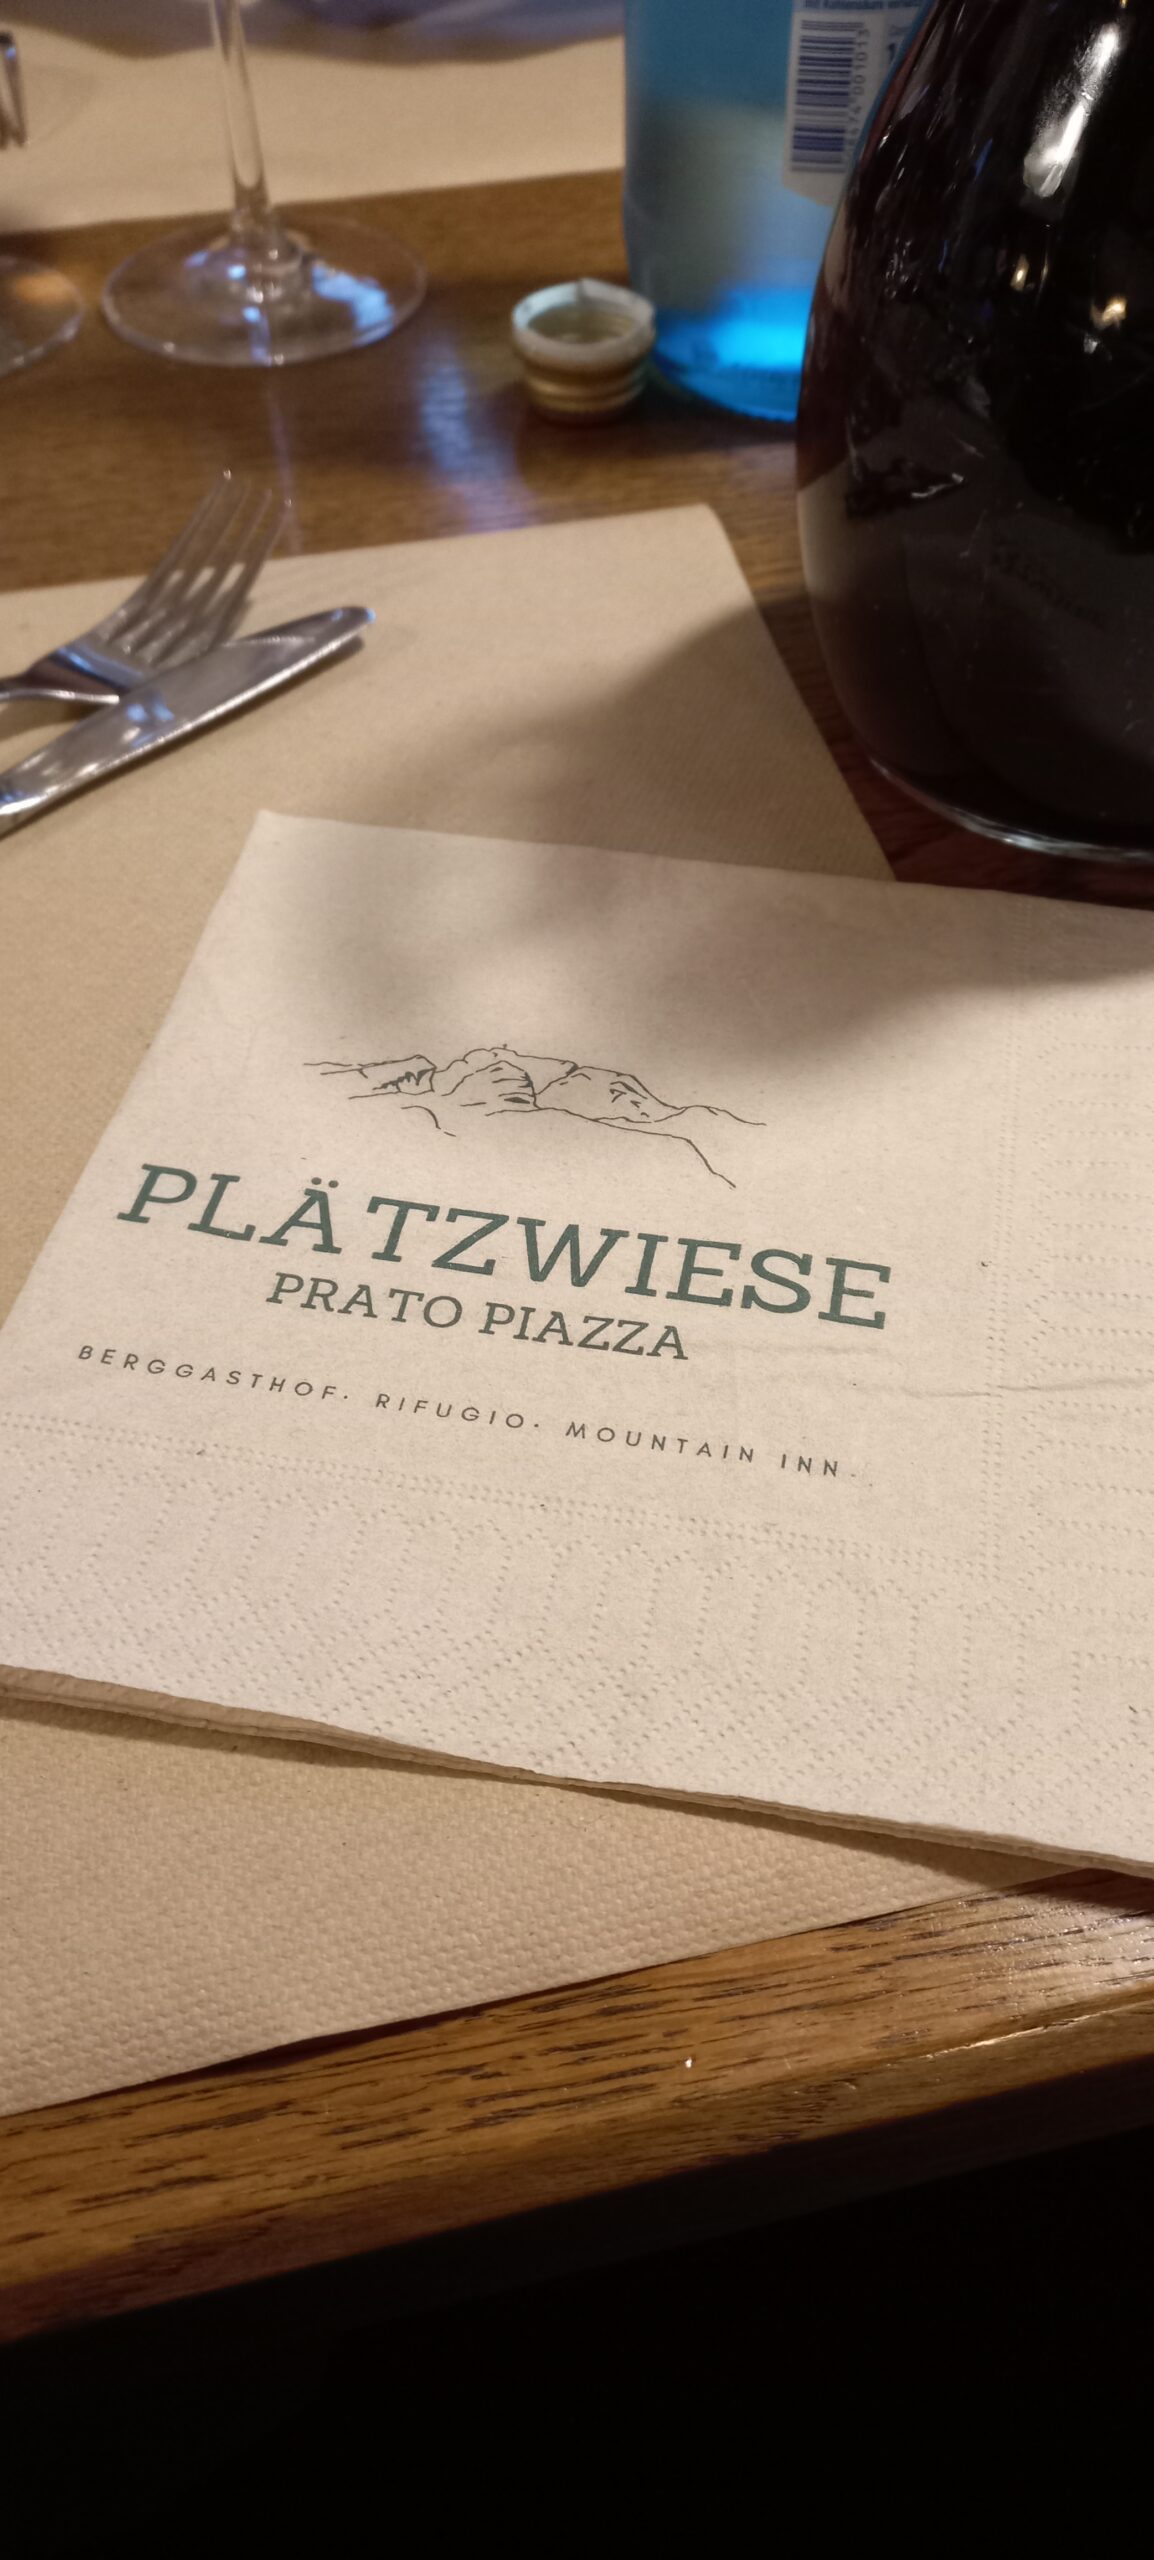 PLÄTZWIESE
PRATO PIAZZA
BERGGASTHOF· RIFUGIO· MOUNTAIN INN·